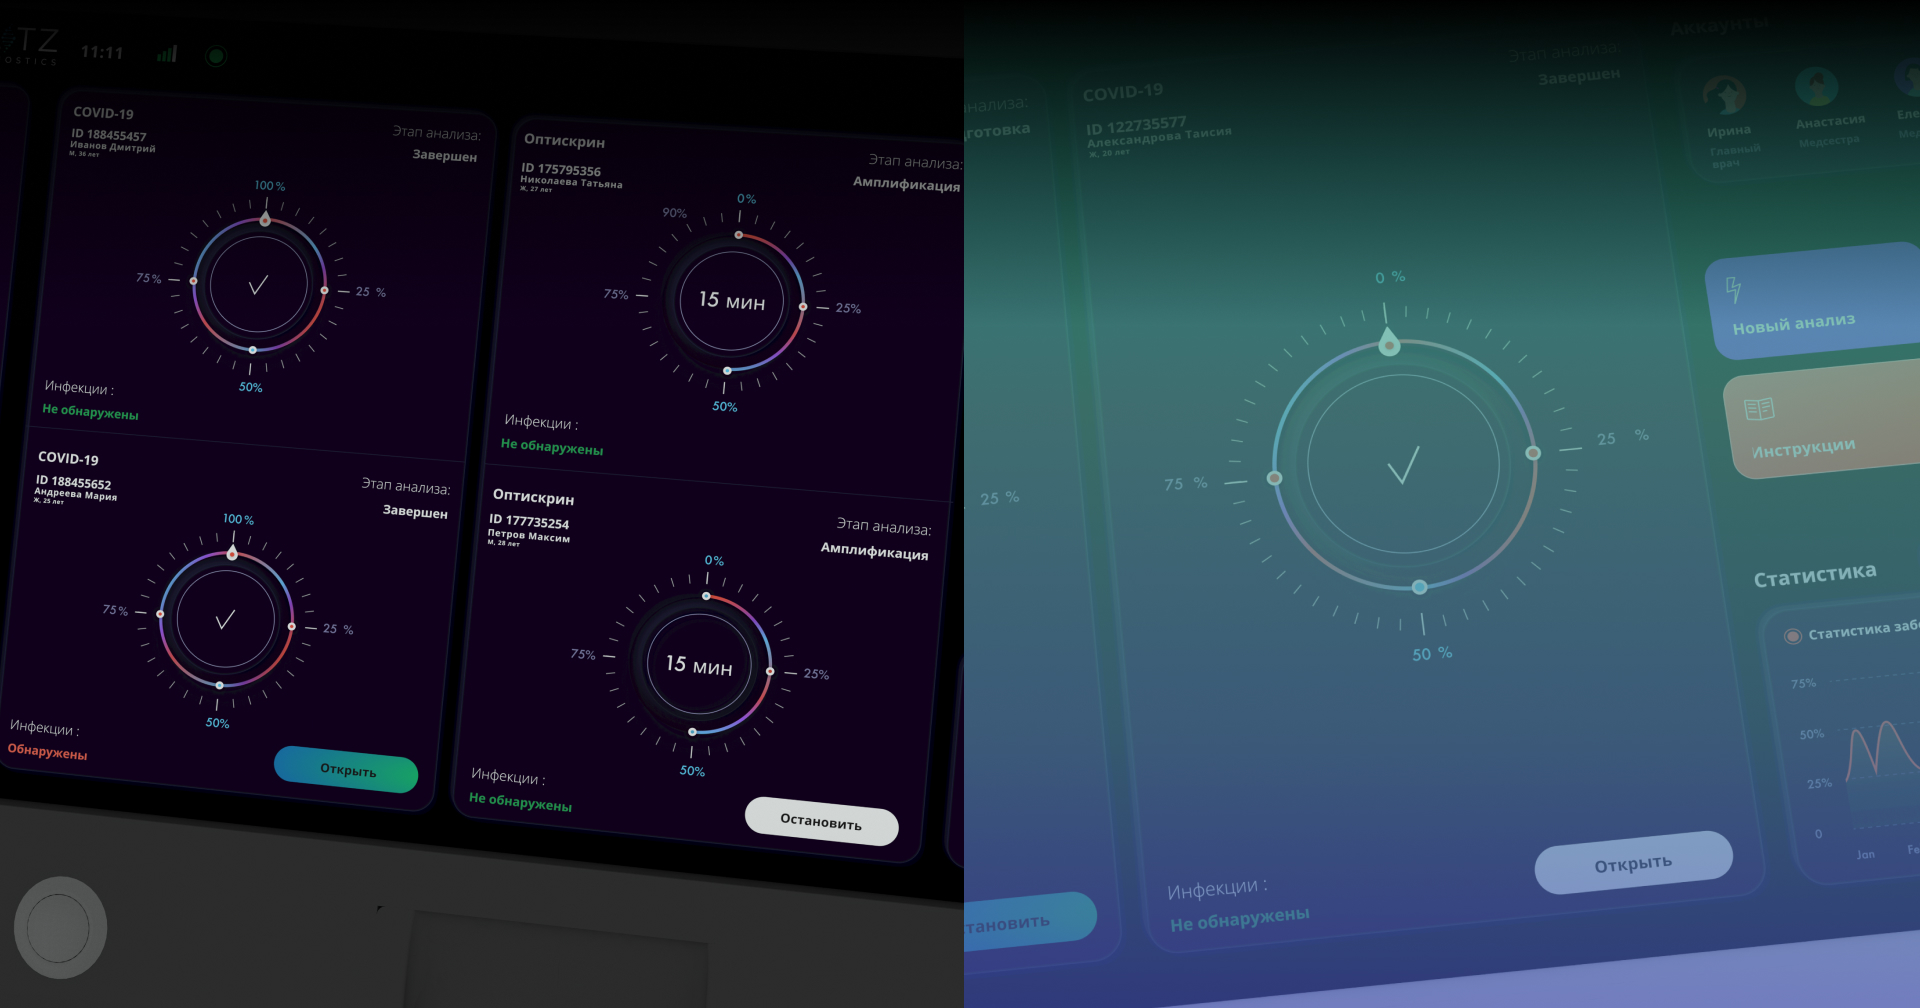 TZ
11:11
COVID-19
ID 188455457
Иванов Дмитрий
М, 36 лет
Этап анализа:
Завершен
100 %
75%
25 %
50%
Инфекции :
Не обнаружены
COVID-19
ID 188455652
Андреева Мария
Ж, 25 лет
Этап анализа:
Завершен
100 %
75%
25 %
50%
Инфекции :
Обнаружены
Открыть
Оптискрин
ID 175795356
Николаева Татьяна
Ж, 27 лет
Этап анализа:
Амплификация
0%
90%
75%
25%
15 мин
50%
Инфекции :
Не обнаружены
Оптискрин
ID 177735254
Петров Максим
М, 28 лет
Этап анализа:
Амплификация
0%
75%
25%
15 мин
50%
Инфекции :
Не обнаружены
Остановить
нализа:
готовка
25 %
тановить
COVID-19
ID 122735577
Александрова Таисия
Ж, 20 лет
Этап анализа:
Завершен
0 %
75 %
25 %
50 %
Инфекции :
Не обнаружены
Открыть
Аккаунты
Ирина
Главный
врач
Анастасия
Медсестра
Еле
Мед
Новый анализ
Инструкции
Статистика
Статистика забо
75%
50%
25%
0
Jan
Fe